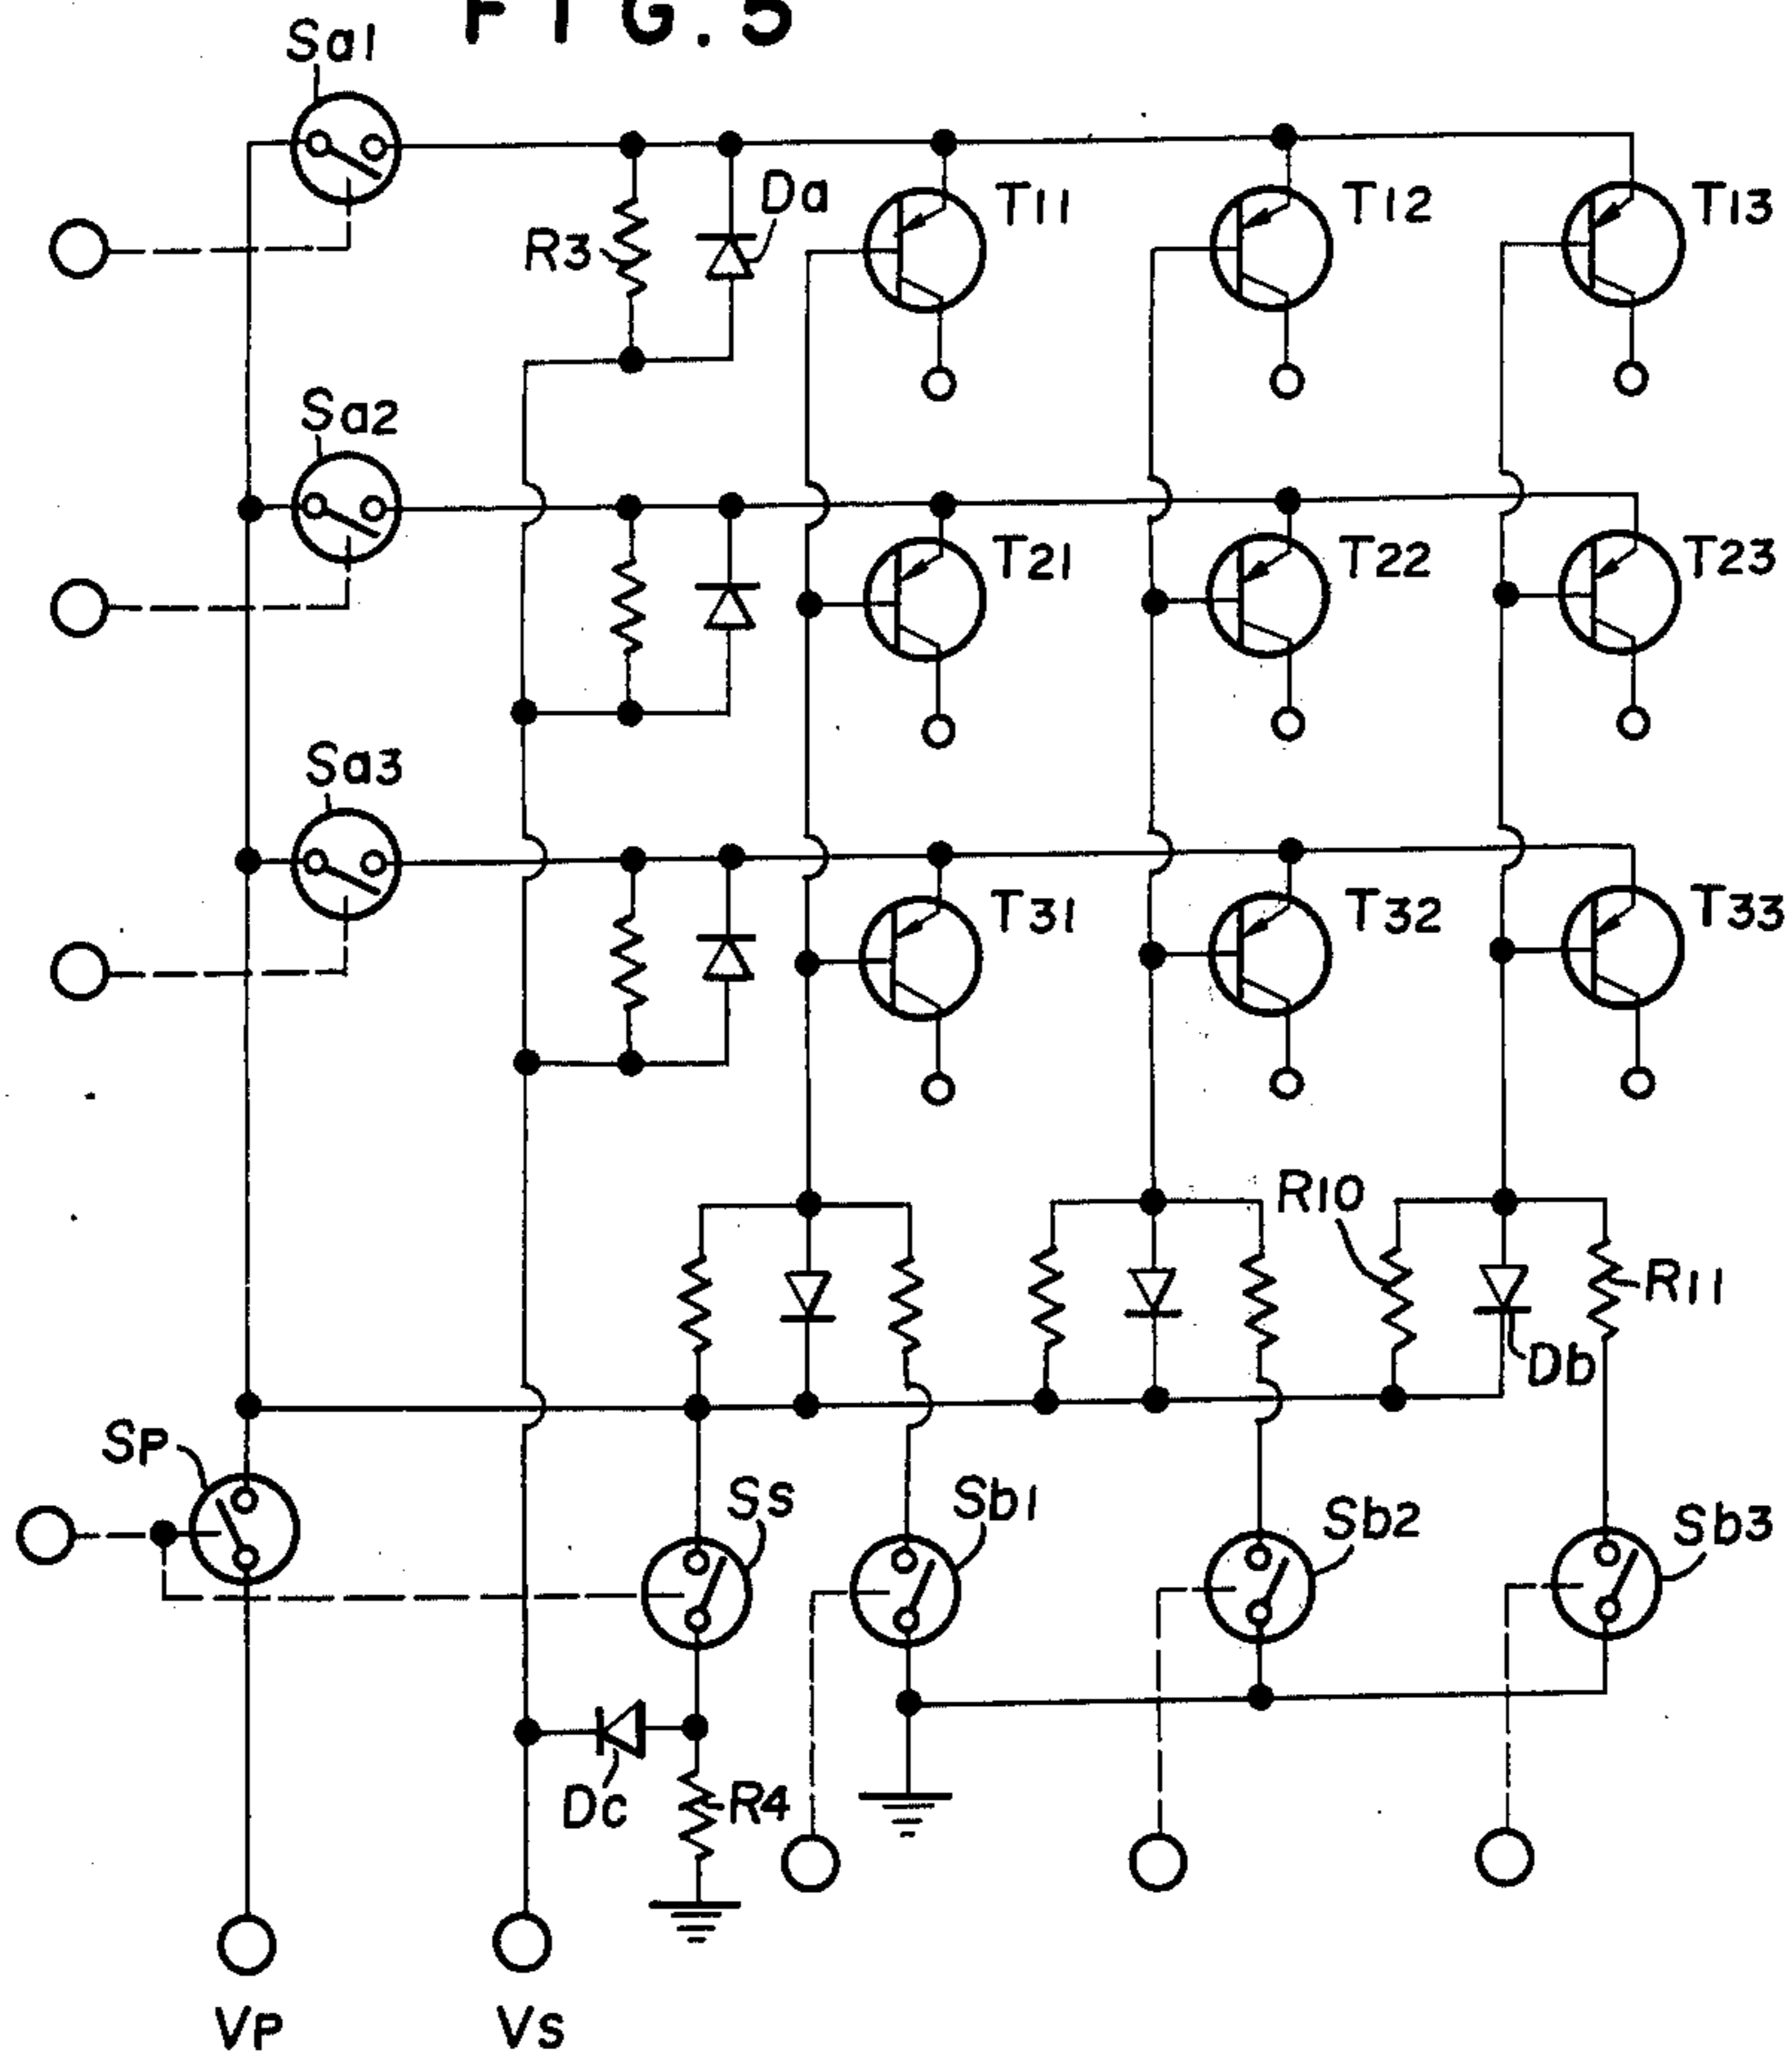 FIG. 5
Sa1
Da
R3
T11
T12
T13
Sa2
T21
T22
T23
Sa3
T31
T32
T33
R10
R11
Db
SP
Ss
Sb1
Sb2
Sb3
Dc
R4
VP
Vs